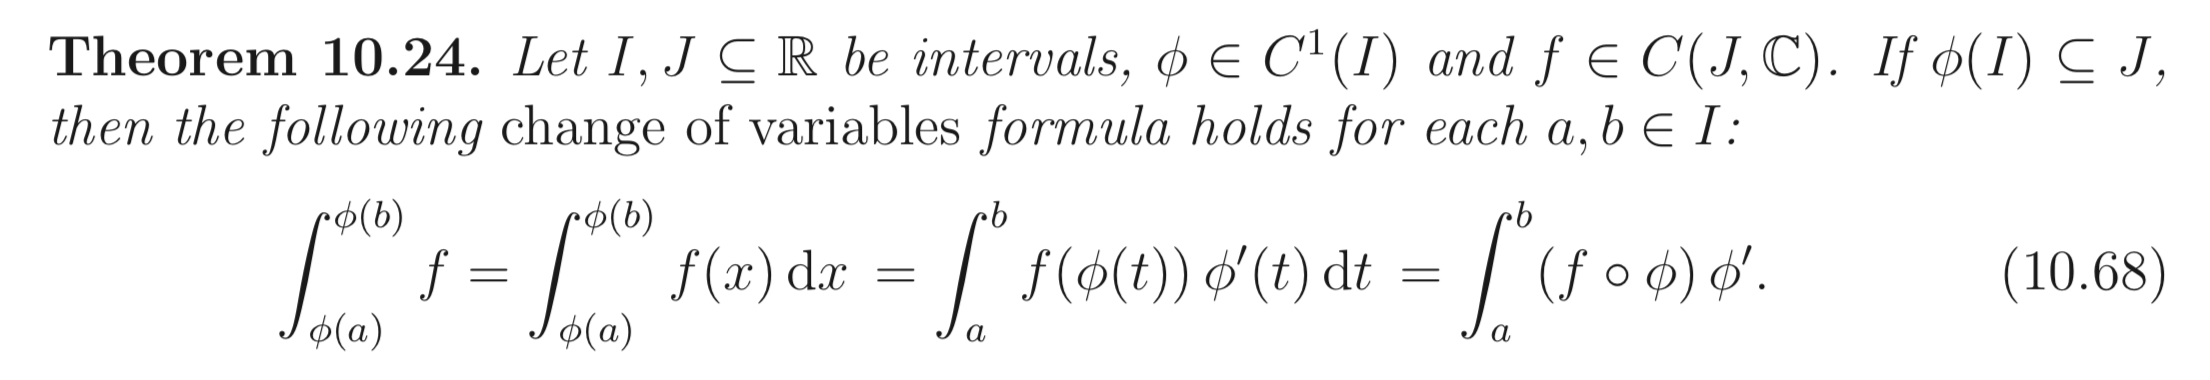 Theorem 10.24. Let I, J ⊆ ℝ be intervals, ϕ ∈ C¹(I) and f ∈ C(J, ℂ). If ϕ(I) ⊆ J,
then the following change of variables formula holds for each a, b ∈ I:
∫_{ϕ(a)}^{ϕ(b)} f = ∫_{ϕ(a)}^{ϕ(b)} f(x) dx = ∫_a^b f(ϕ(t)) ϕ′(t) dt = ∫_a^b (f ∘ ϕ) ϕ′. (10.68)